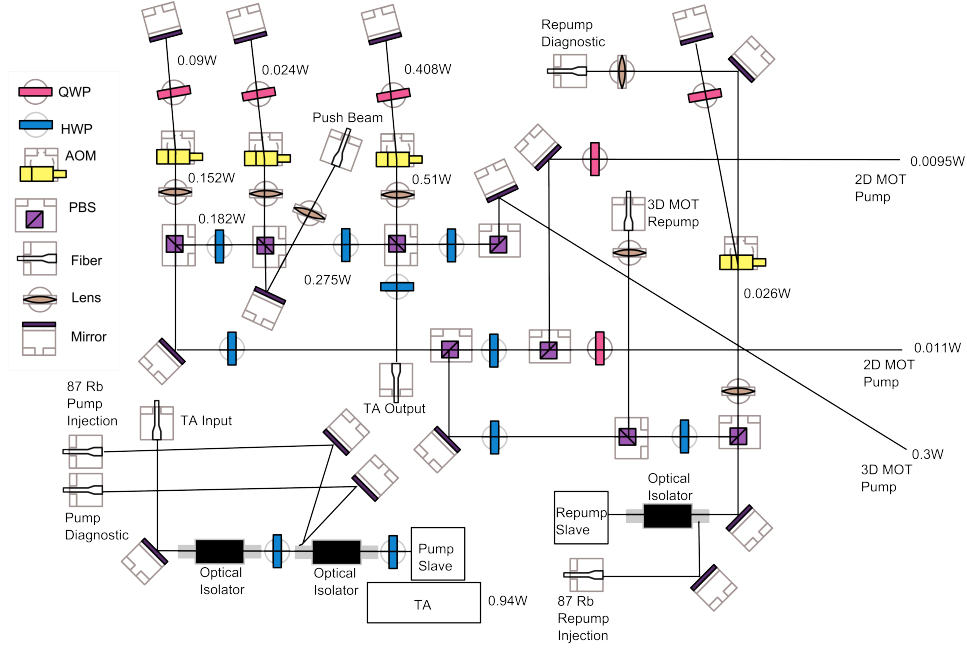 Repump
Diagnostic
0.09W
0.024W
0.408W
QWP
HWP
AOM
PBS
Fiber
Lens
Mirror
Push Beam
0.152W
0.51W
0.182W
0.275W
3D MOT
Repump
0.0095W
2D MOT
Pump
0.026W
0.011W
2D MOT
Pump
0.3W
3D MOT
Pump
87 Rb
Pump
Injection
TA Input
TA Output
Pump
Diagnostic
Optical
Isolator
Optical
Isolator
Pump
Slave
TA
0.94W
Optical
Isolator
Repump
Slave
87 Rb
Repump
Injection